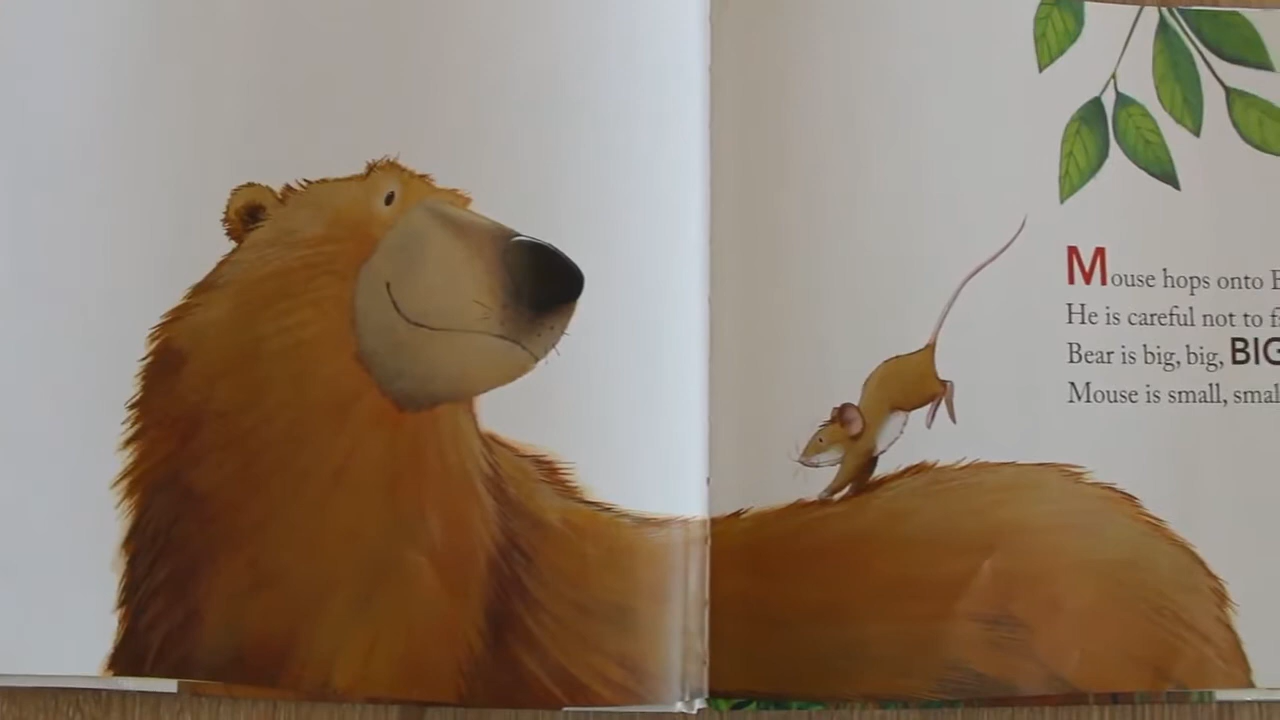 Mouse hops onto
He is careful not to
Bear is big, big, BIG
Mouse is small,